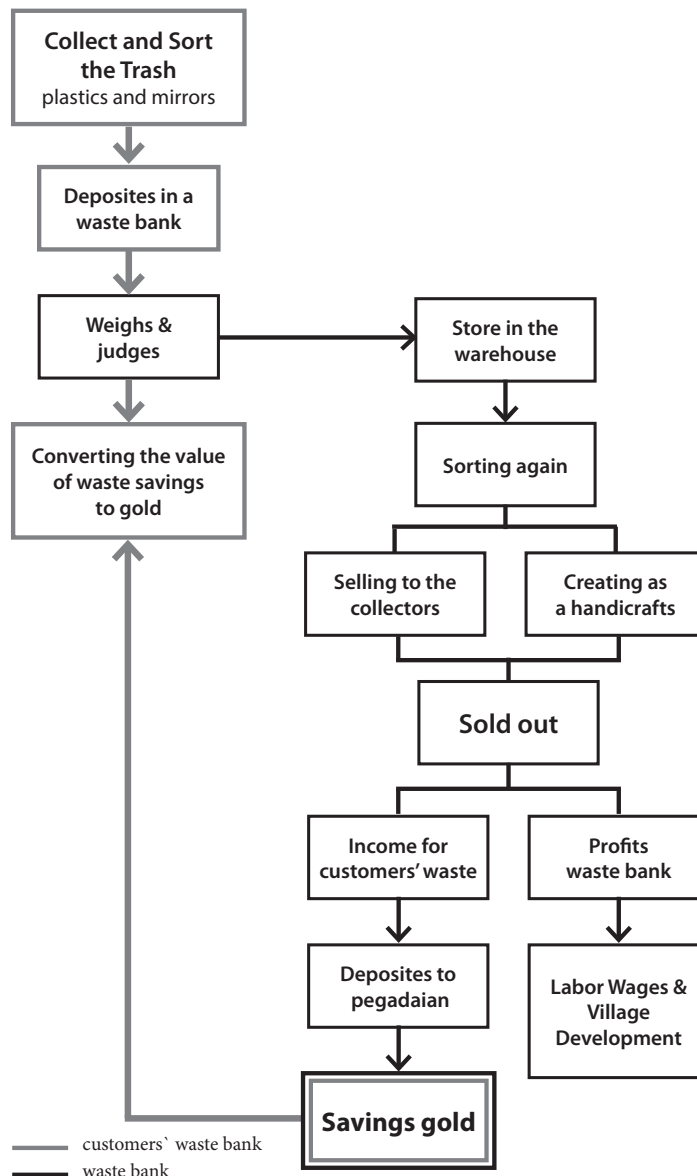 Collect and Sort
the Trash
plastics and mirrors
Deposites in a
waste bank
Weighs &
judges
Store in the
warehouse
Converting the value
of waste savings
to gold
Sorting again
Selling to the
collectors
Creating as
a handicrafts
Sold out
Income for
customers’ waste
Profits
waste bank
Deposites to
pegadaian
Labor Wages &
Village
Development
Savings gold
customers` waste bank
waste bank